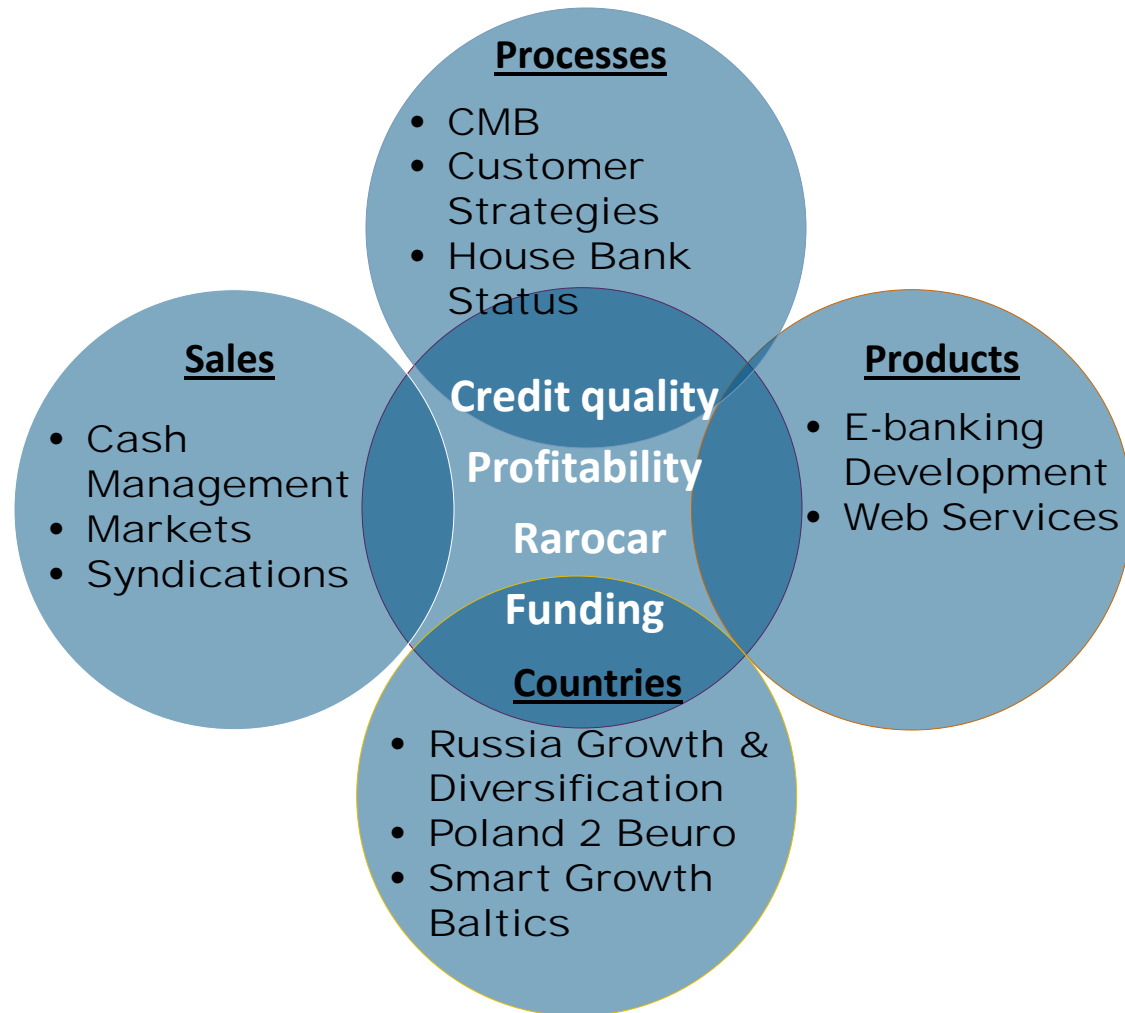 Processes
• CMB
• Customer
Strategies
• House Bank
Status
Sales
• Cash
Management
• Markets
• Syndications
Credit quality
Profitability
Rarocar
Funding
Products
• E-banking
Development
• Web Services
Countries
• Russia Growth &
Diversification
• Poland 2 Beuro
• Smart Growth
Baltics